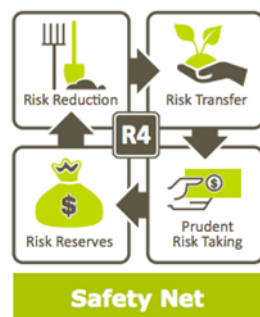 Risk Reduction
Risk Transfer
R4
Risk Reserves
$
$
Prudent
Risk Taking
Safety Net